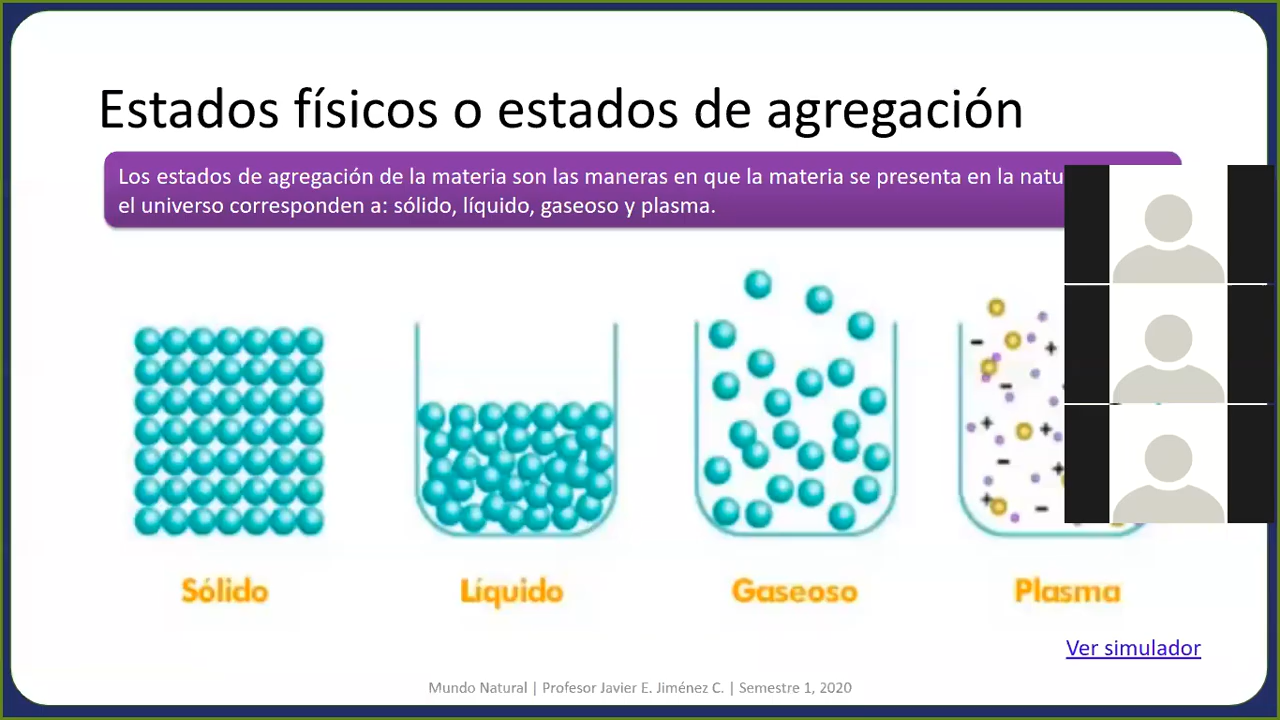 Estados físicos o estados de agregación
Los estados de agregación de la materia son las maneras en que la materia se presenta en la
el universo corresponden a: sólido, líquido, gaseoso y plasma.
Sólido
Líquido
Gaseoso
Plasma
Ver simulador
Mundo Natural | Profesor Javier E. Jiménez C. | Semestre 1, 2020